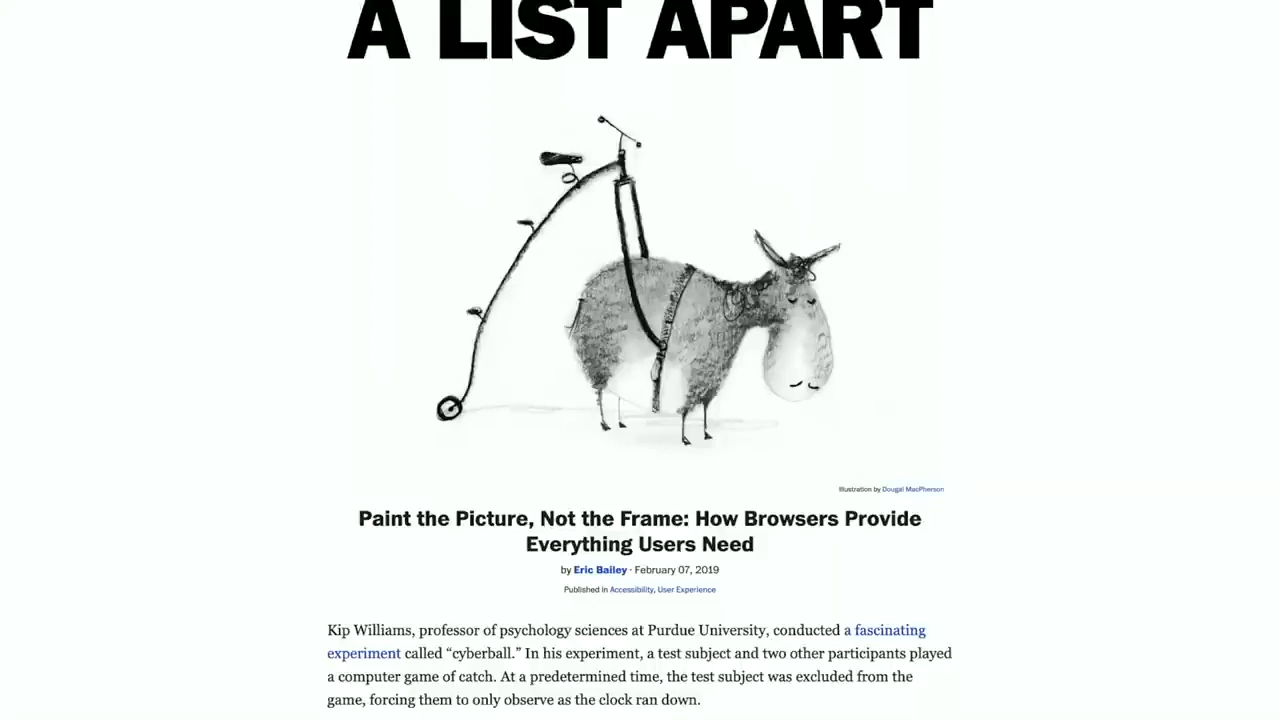 A LIST APART
Illustration by Dougal MacPherson
Paint the Picture, Not the Frame: How Browsers Provide
Everything Users Need
by Eric Bailey · February 07, 2019
Published in Accessibility, User Experience
Kip Williams, professor of psychology sciences at Purdue University, conducted a fascinating
experiment called “cyberball.” In his experiment, a test subject and two other participants played
a computer game of catch. At a predetermined time, the test subject was excluded from the
game, forcing them to only observe as the clock ran down.